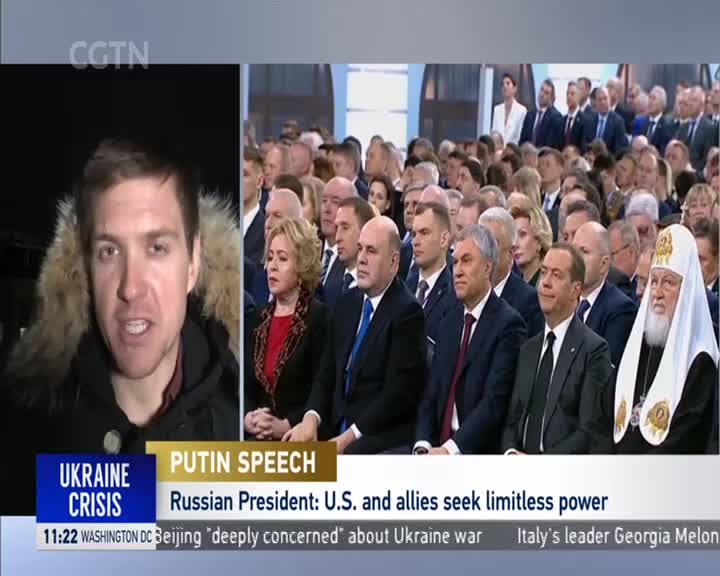 CGTN
UKRAINE
CRISIS
PUTIN SPEECH
Russian President: U.S. and allies seek limitless power
11:22 WASHINGTON DC
Beijing "deeply concerned" about Ukraine war Italy's leader Georgia Melon